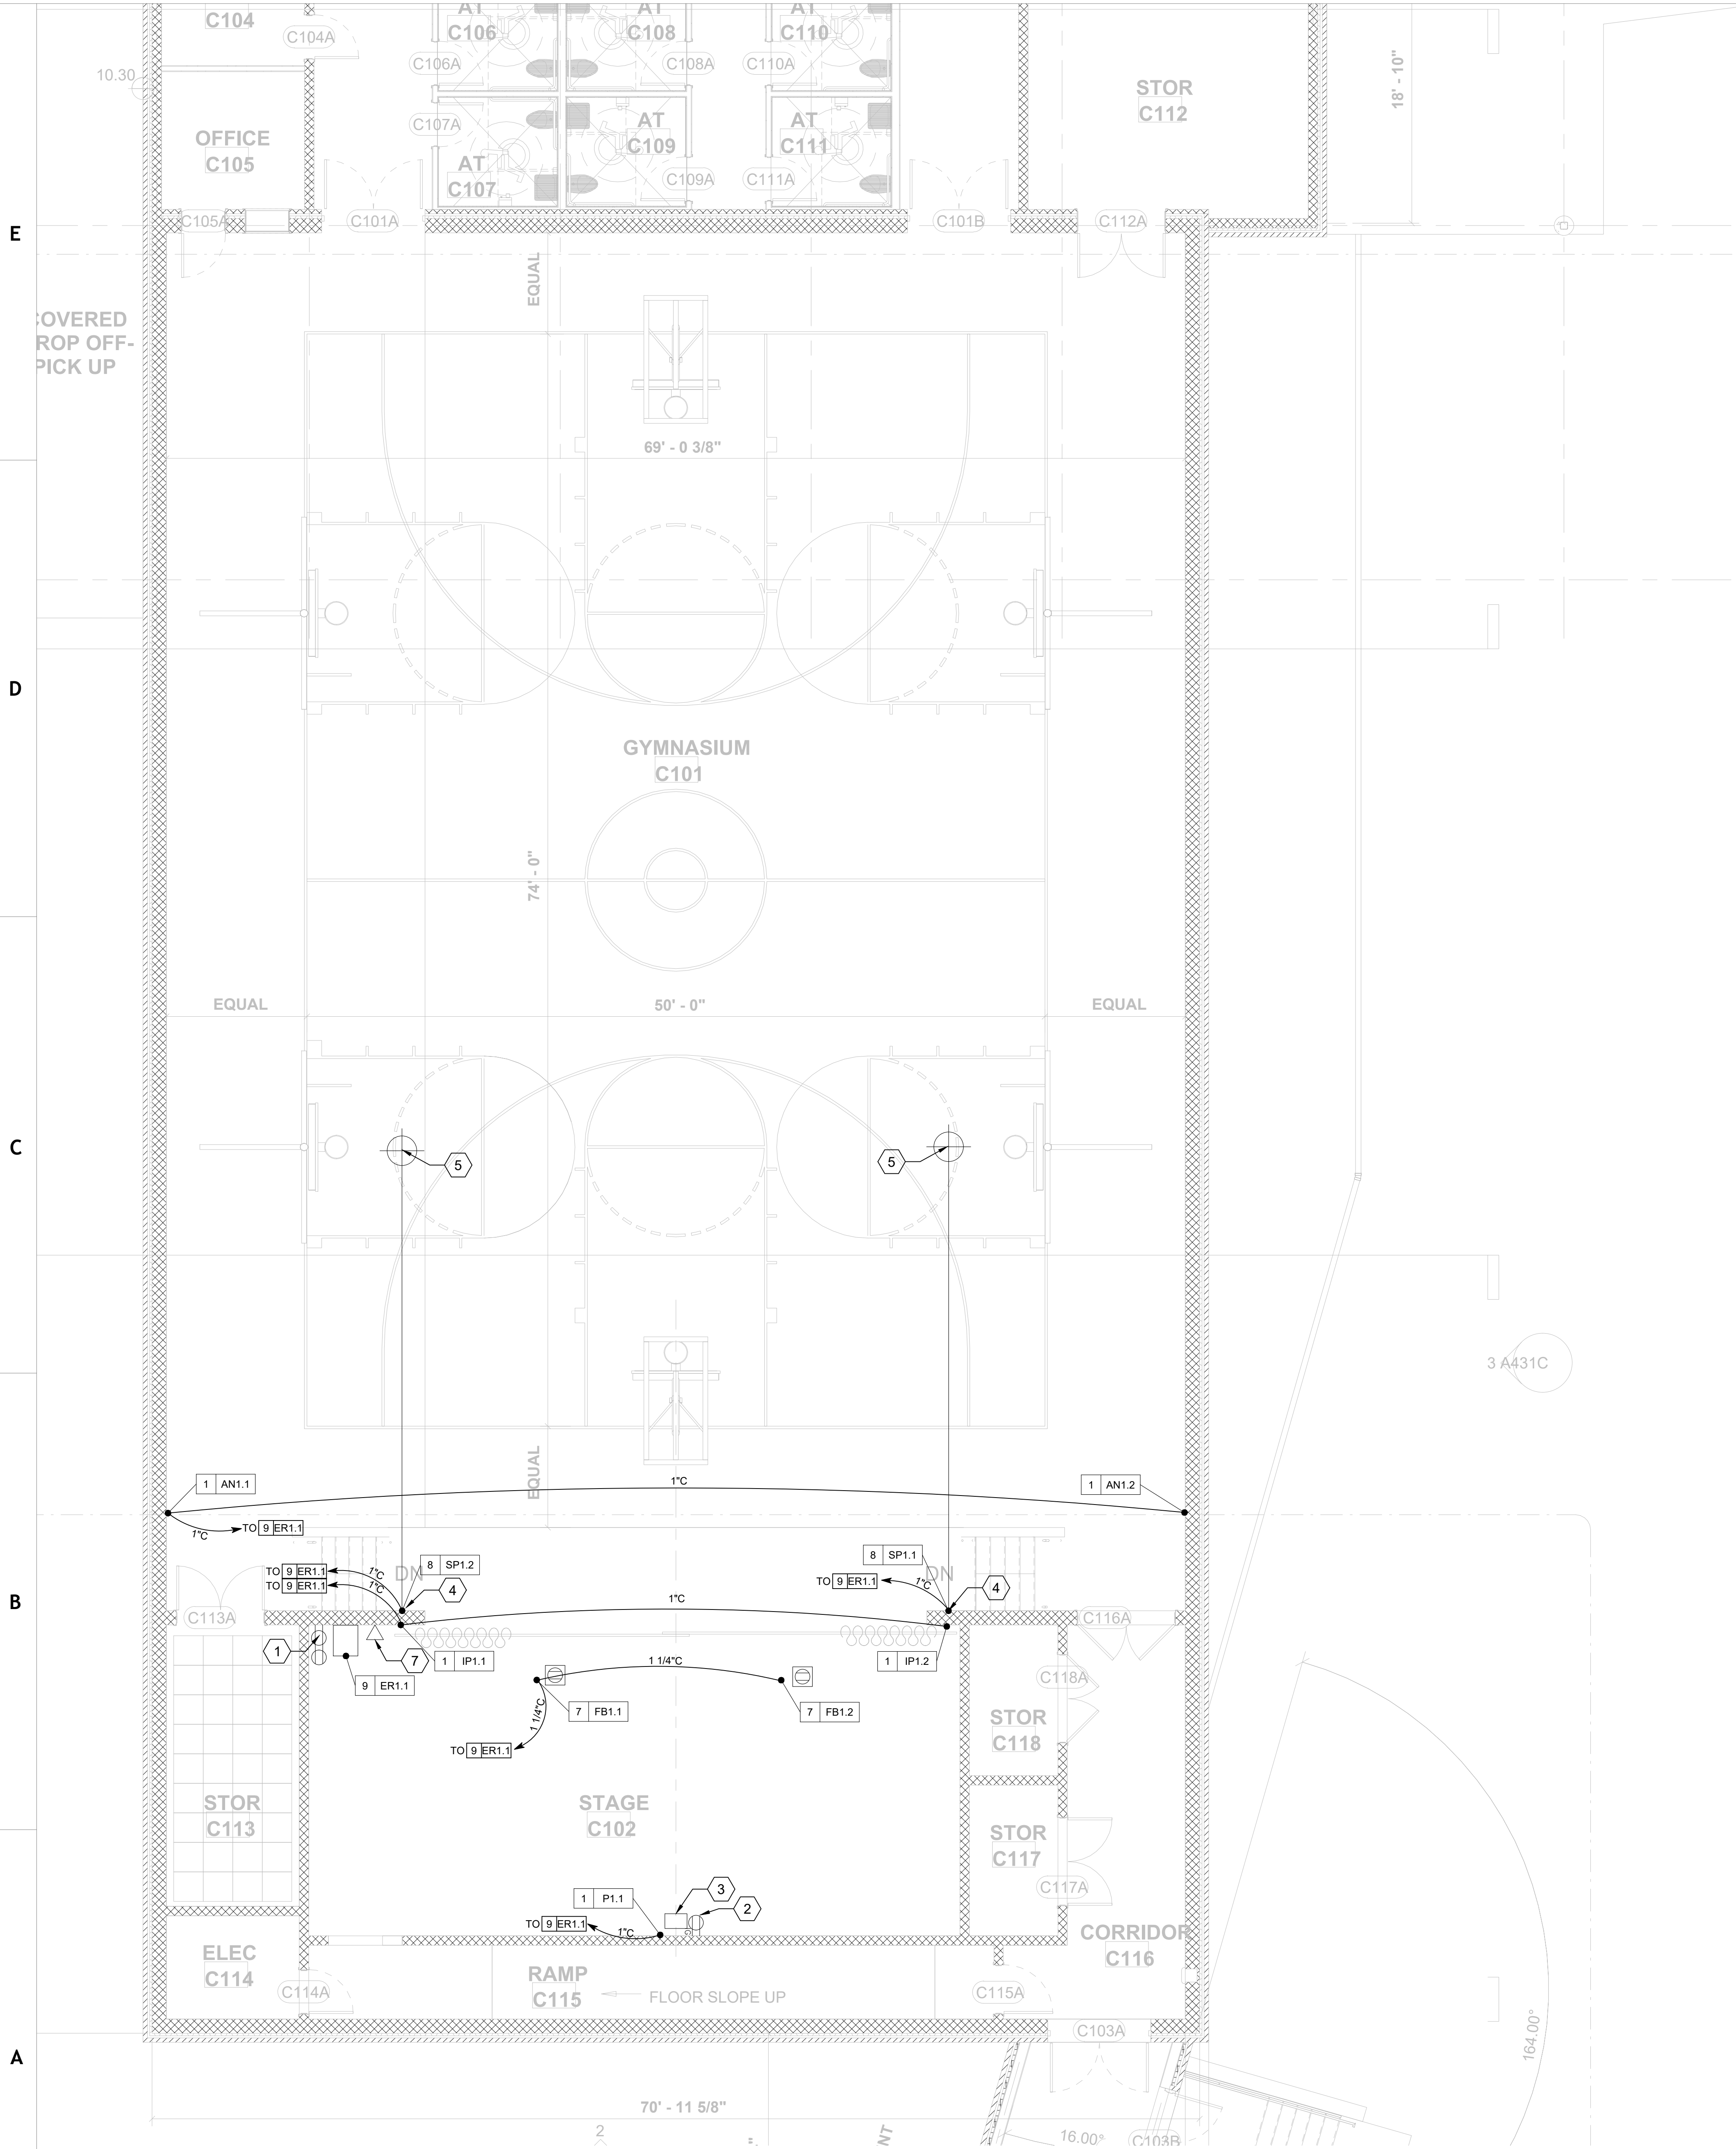 C104
C104A
AT
C106
AT
C108
AT
C110
C106A
C108A
C110A
10.30
STOR
C112
18' - 10"
OFFICE
C105
C107A
AT
C109
AT
C111
AT
C107
C109A
C111A
C105A
C101A
C101B
C112A
E
EQUAL
COVERED
ROP OFF-
PICK UP
69' - 0 3/8"
D
GYMNASIUM
C101
74' - 0"
EQUAL
50' - 0"
EQUAL
C
5
5
3 A431C
EQUAL
1 AN1.1
1"C
1 AN1.2
1"C
TO 9 ER1.1
8 SP1.2
8 SP1.1
TO 9 ER1.1
1"C
DN
4
TO 9 ER1.1
1"C
TO 9 ER1.1
1"C
DN
4
B
C113A
1"C
C116A
1
7
1 IP1.1
1 IP1.2
9 ER1.1
1 1/4"C
C118A
7 FB1.1
7 FB1.2
1 1/4"C
TO 9 ER1.1
STOR
C118
STOR
C113
STAGE
C102
STOR
C117
C117A
1 P1.1
3
2
TO 9 ER1.1
1"C
CORRIDOR
C116
ELEC
C114
C114A
RAMP
C115
FLOOR SLOPE UP
C115A
C103A
164.00°
A
70' - 11 5/8"
2
NT
16.00°
C103B